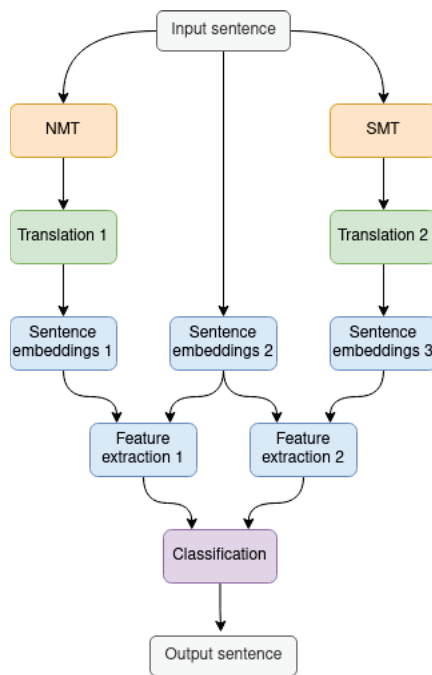 Input sentence
NMT
SMT
Translation 1
Translation 2
Sentence
embeddings 1
Sentence
embeddings 2
Sentence
embeddings 3
Feature
extraction 1
Feature
extraction 2
Classification
Output sentence